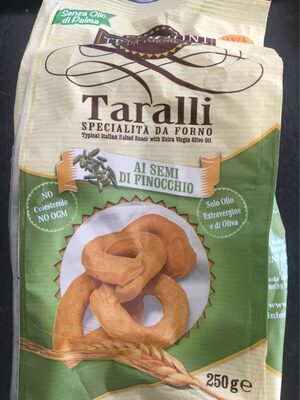 Senza Olio
di Palma
Taralli
SPECIALITÀ DA FORNO
Typical Italian Salted Snack with Extra Virgin Olive Oil
AI SEMI
DI FINOCCHIO
NO
Colesterolo
NO OGM
Solo Olio
Extravergine
e di Oliva
250g e